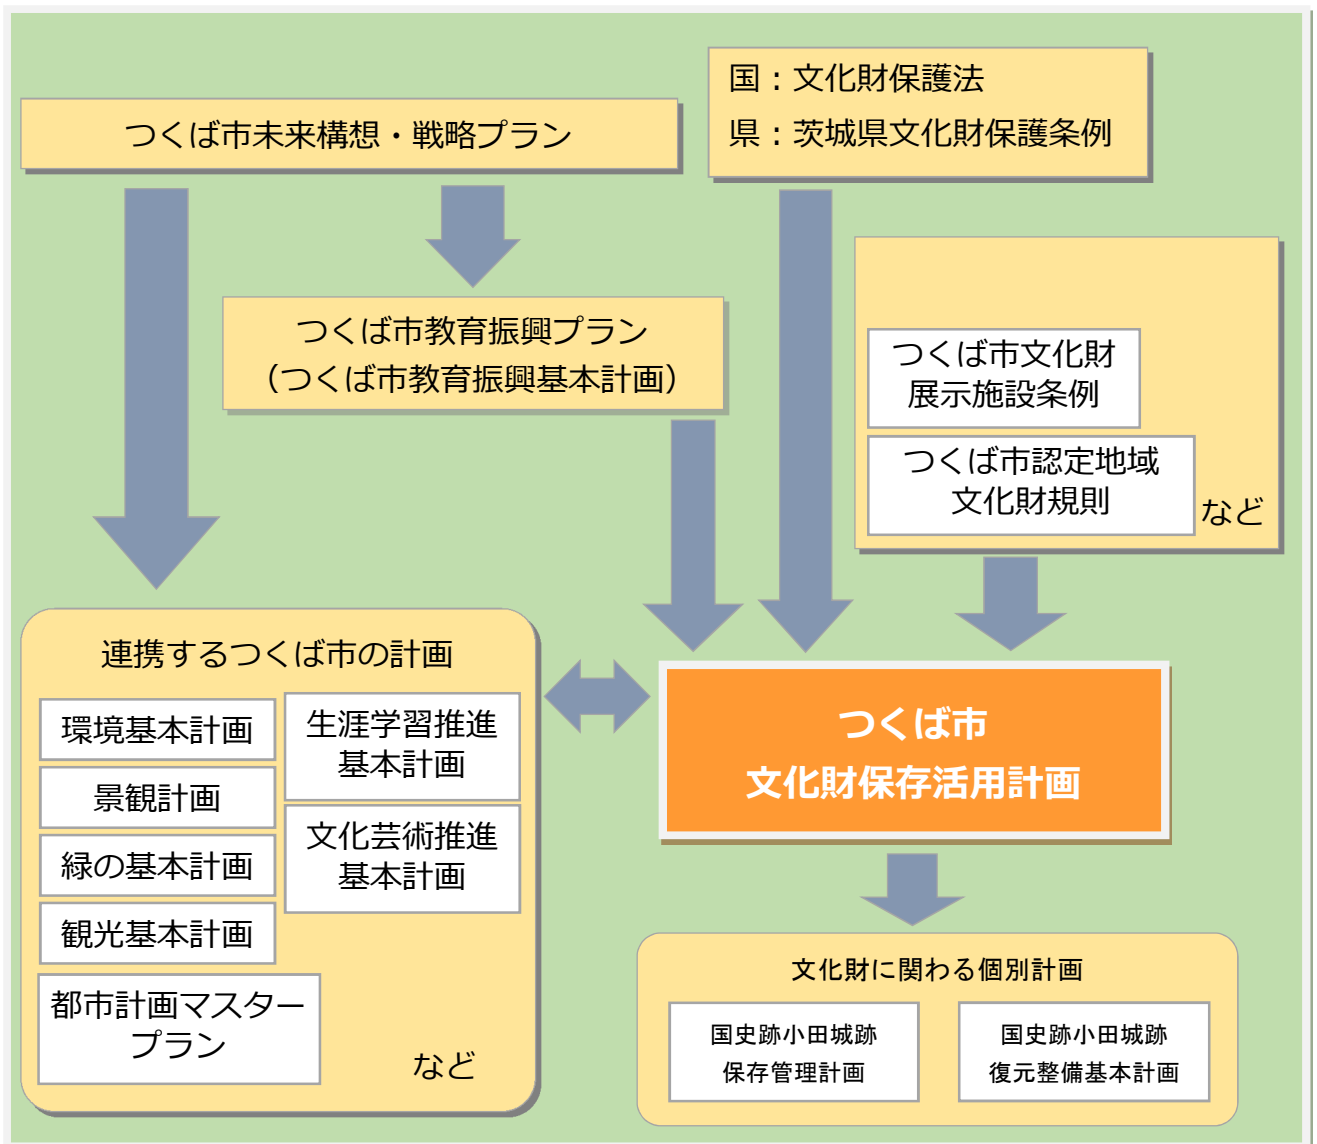 つくば市未来構想・戦略プラン
国：文化財保護法
県：茨城県文化財保護条例
つくば市教育振興プラン
（つくば市教育振興基本計画）
つくば市文化財
展示施設条例
つくば市認定地域
文化財規則
など
連携するつくば市の計画
環境基本計画
景観計画
緑の基本計画
観光基本計画
都市計画マスター
プラン
生涯学習推進
基本計画
文化芸術推進
基本計画
など
つくば市
文化財保存活用計画
文化財に関わる個別計画
国史跡小田城跡
保存管理計画
国史跡小田城跡
復元整備基本計画